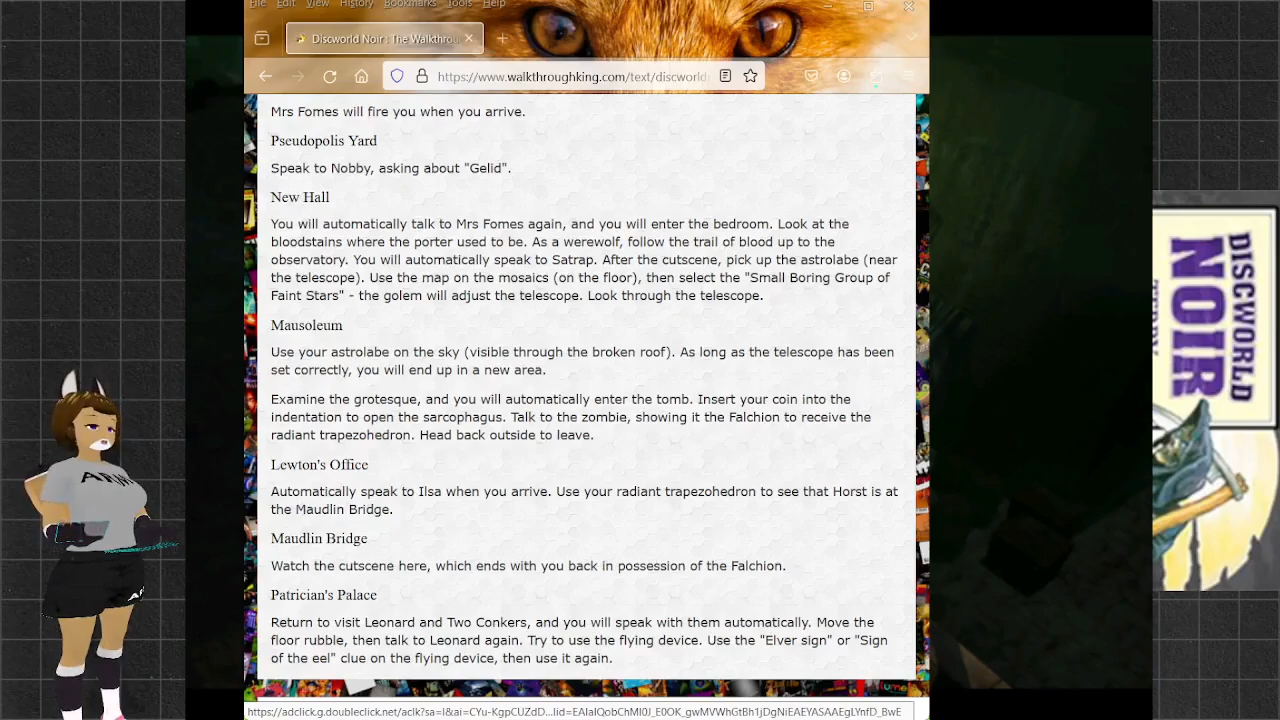 File Edit View History Bookmarks Tools Help
Discworld Noir : The Walkthrou
https://www.walkthroughking.com/text/discworld
Mrs Fomes will fire you when you arrive.
Pseudopolis Yard
Speak to Nobby, asking about "Gelid".
New Hall
You will automatically talk to Mrs Fomes again, and you will enter the bedroom. Look at the
bloodstains where the porter used to be. As a werewolf, follow the trail of blood up to the
observatory. You will automatically speak to Satrap. After the cutscene, pick up the astrolabe (near
the telescope). Use the map on the mosaics (on the floor), then select the "Small Boring Group of
Faint Stars" - the golem will adjust the telescope. Look through the telescope.
Mausoleum
Use your astrolabe on the sky (visible through the broken roof). As long as the telescope has been
set correctly, you will end up in a new area.
Examine the grotesque, and you will automatically enter the tomb. Insert your coin into the
indentation to open the sarcophagus. Talk to the zombie, showing it the Falchion to receive the
radiant trapezohedron. Head back outside to leave.
Lewton's Office
Automatically speak to Ilsa when you arrive. Use your radiant trapezohedron to see that Horst is at
the Maudlin Bridge.
Maudlin Bridge
Watch the cutscene here, which ends with you back in possession of the Falchion.
Patrician's Palace
Return to visit Leonard and Two Conkers, and you will speak with them automatically. Move the
floor rubble, then talk to Leonard again. Try to use the flying device. Use the "Elver sign" or "Sign
of the eel" clue on the flying device, then use it again.
DISCWORLD
NOIR